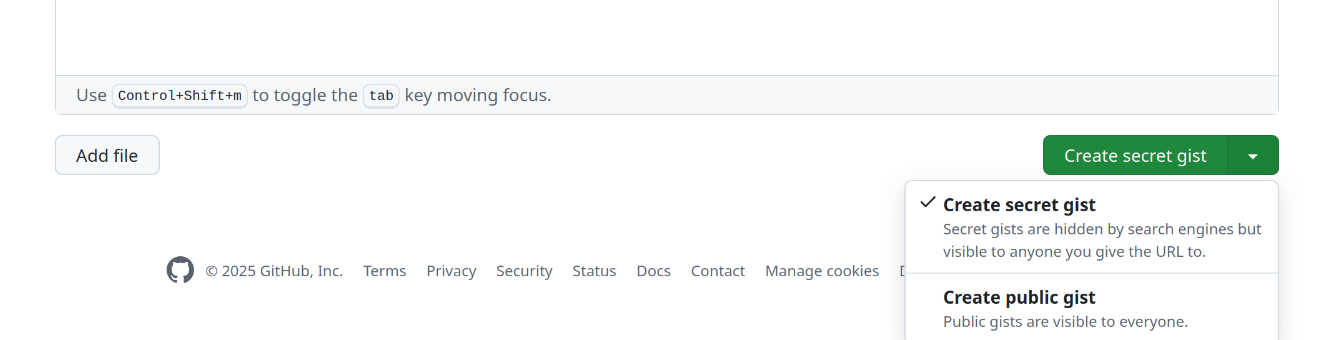 Use Control+Shift+m to toggle the tab key moving focus.
Add file
Create secret gist
Create secret gist
Secret gists are hidden by search engines but
visible to anyone you give the URL to.
Create public gist
Public gists are visible to everyone.
© 2025 GitHub, Inc. Terms Privacy Security Status Docs Contact Manage cookies